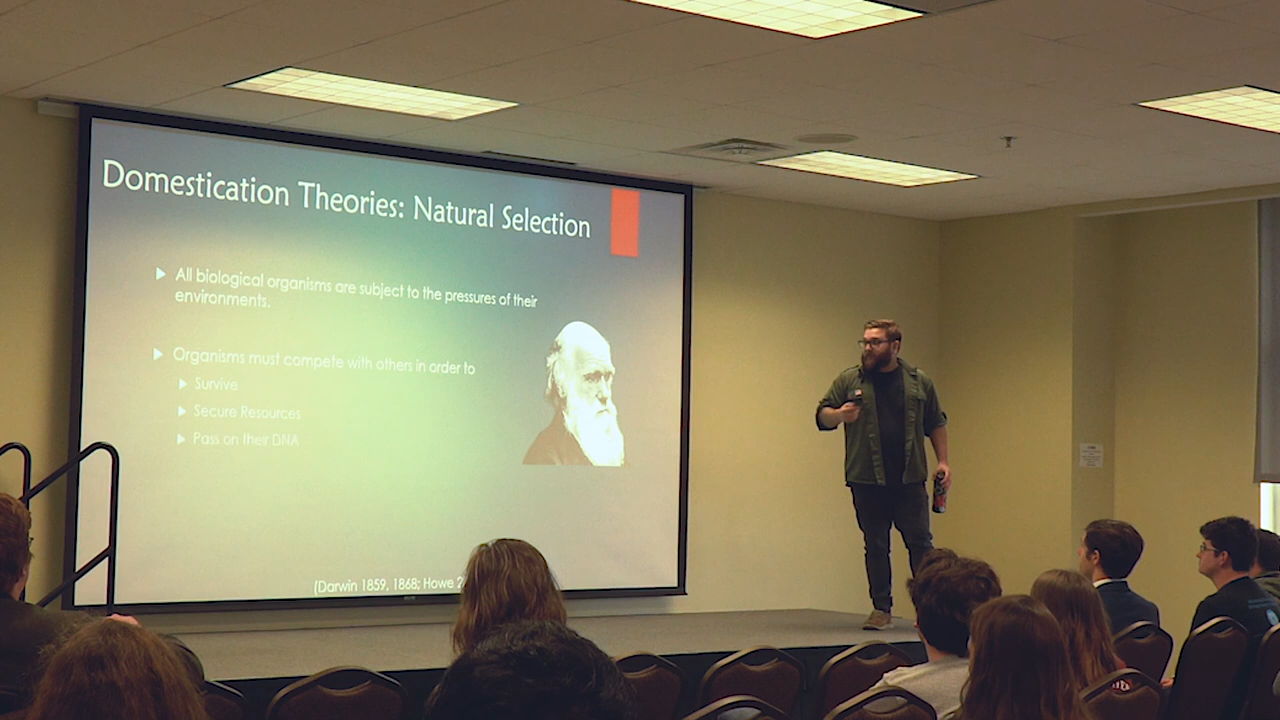 Domestication Theories: Natural Selection
All biological organisms are subject to the pressures of their
environments.
Organisms must compete with others in order to
Survive
Secure Resources
Pass on their DNA
(Darwin 1859, 1868; Howe